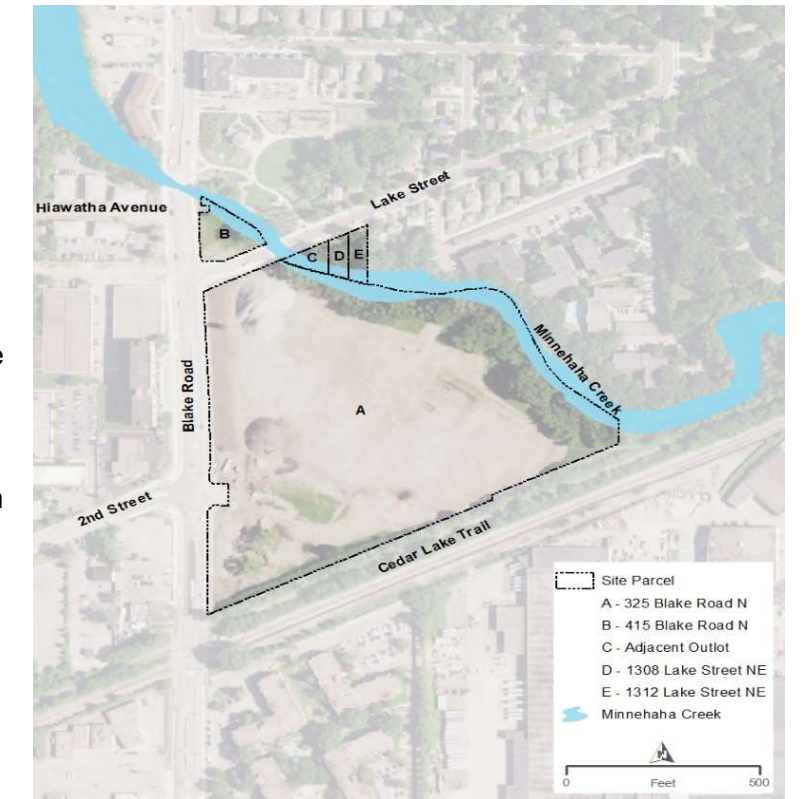 Hiawatha Avenue
Lake Street
B
C
D
E
e
Minnehaha Creek
Blake Road
A
n
2nd Street
Cedar Lake Trail
Site Parcel
A - 325 Blake Road N
B - 415 Blake Road N
C - Adjacent Outlot
D - 1308 Lake Street NE
E - 1312 Lake Street NE
Minnehaha Creek
0 Feet 500